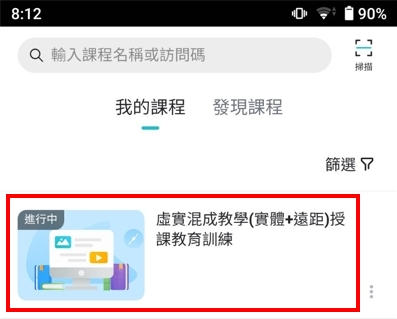 8:12
90%
輸入課程名稱或訪問碼
掃描
我的課程 發現課程
篩選
進行中
虛實混成教學(實體+遠距)授
課教育訓練